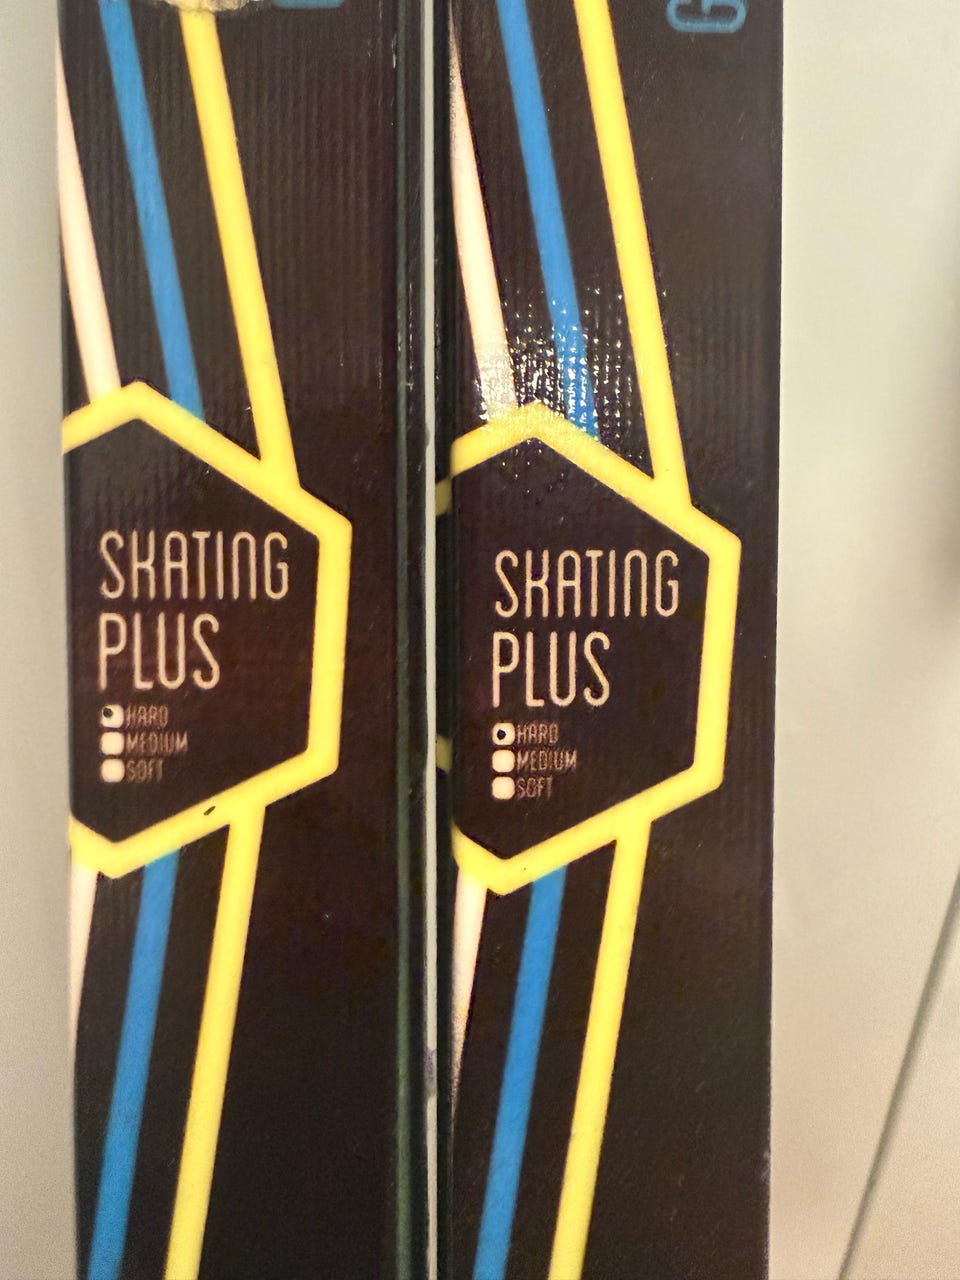 SKATING
PLUS
HARD
MEDIUM
SOFT
SKATING
PLUS
HARD
MEDIUM
SOFT